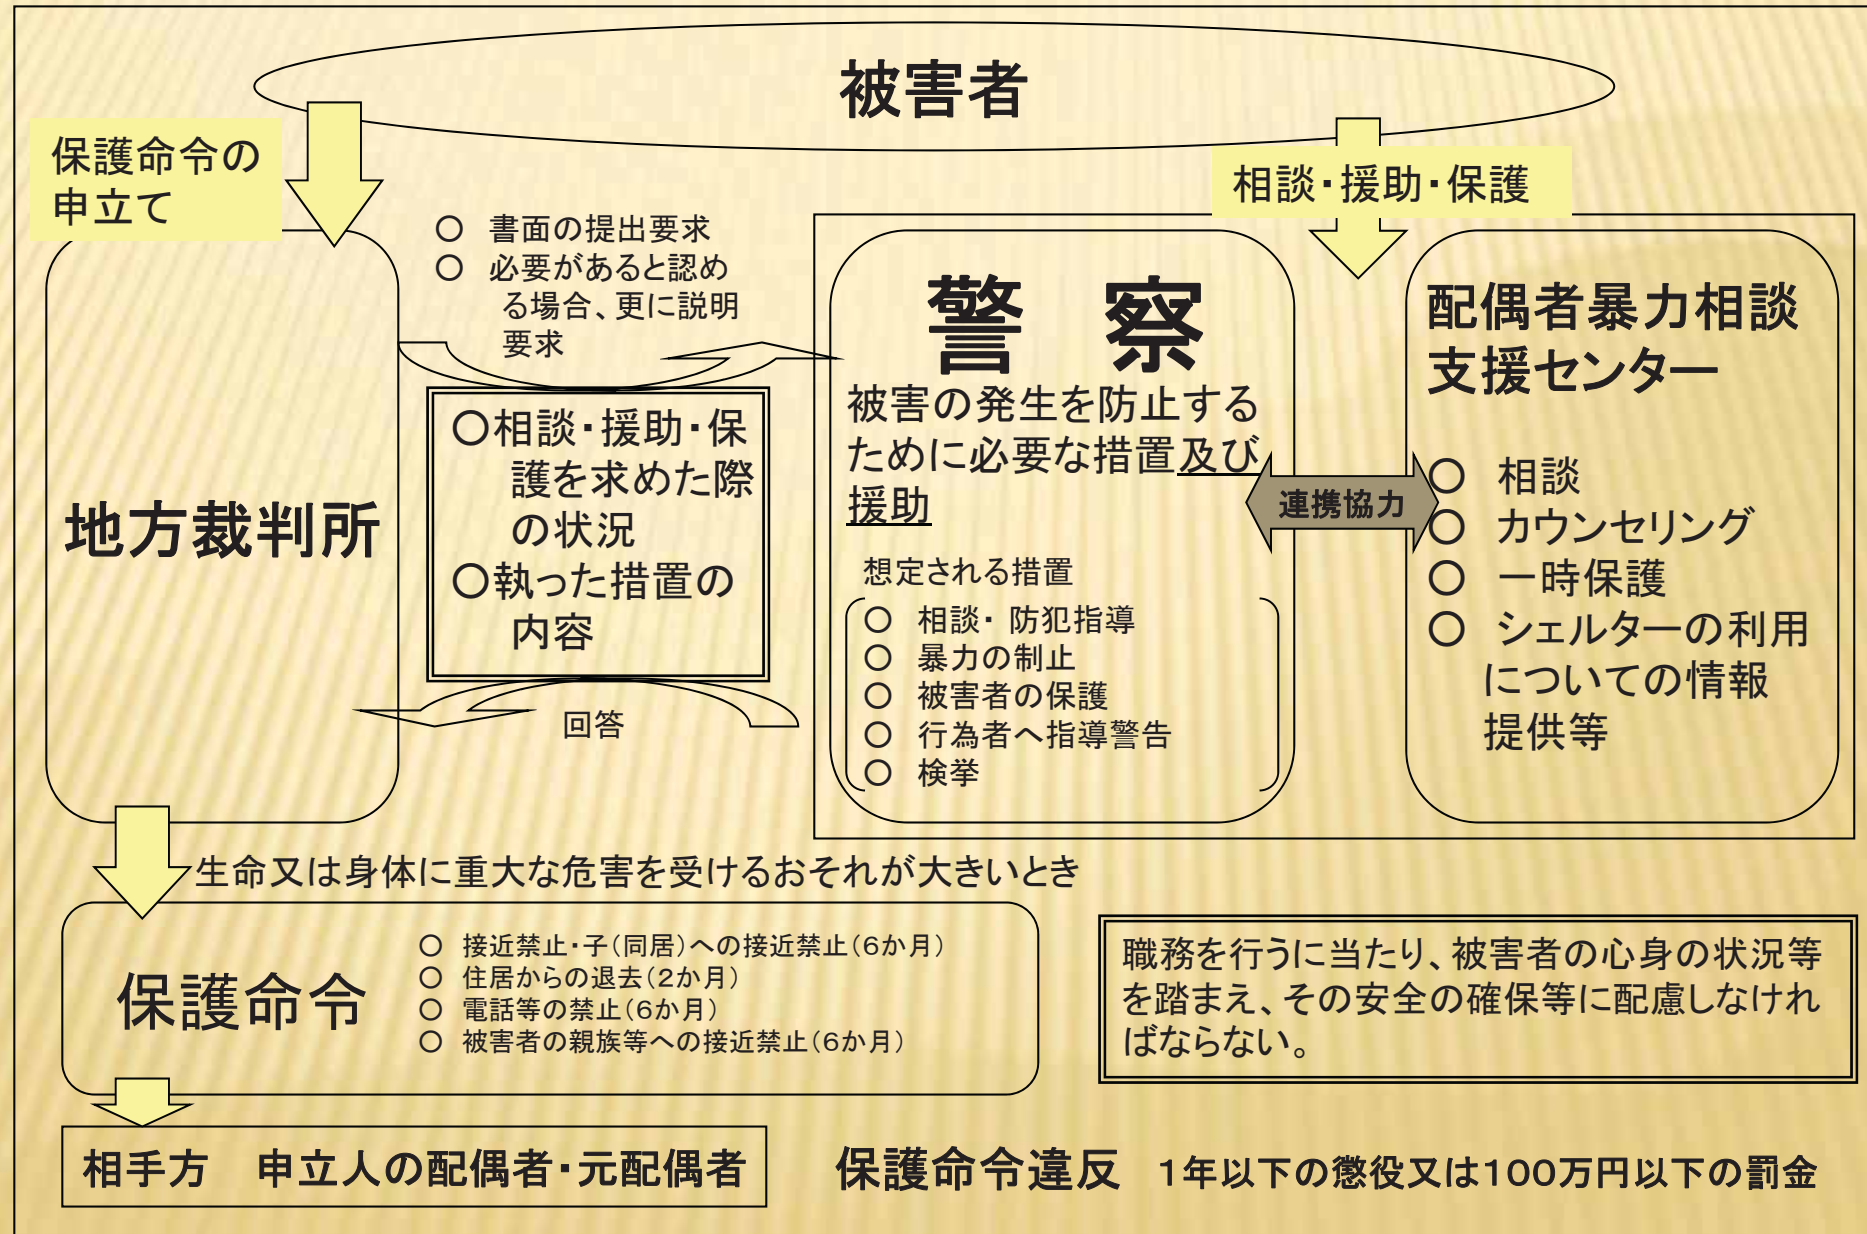 被害者
保護命令の
申立て
相談・援助・保護
○ 書面の提出要求
○ 必要があると認め
る場合、更に説明
要求
地方裁判所
○相談・援助・保
護を求めた際
の状況
○執った措置の
内容
回答
警 察
被害の発生を防止する
ために必要な措置及び
援助
想定される措置
○ 相談・ 防犯指導
○ 暴力の制止
○ 被害者の保護
○ 行為者へ指導警告
○ 検挙
連携協力
配偶者暴力相談
支援センター
○ 相談
○ カウンセリング
○ 一時保護
○ シェルターの利用
についての情報
提供等
生命又は身体に重大な危害を受けるおそれが大きいとき
保護命令
○ 接近禁止・子(同居)への接近禁止(6か月)
○ 住居からの退去(2か月)
○ 電話等の禁止(6か月)
○ 被害者の親族等への接近禁止(6か月)
職務を行うに当たり、被害者の心身の状況等
を踏まえ、その安全の確保等に配慮しなけれ
ばならない。
相手方 申立人の配偶者・元配偶者
保護命令違反 1年以下の懲役又は100万円以下の罰金